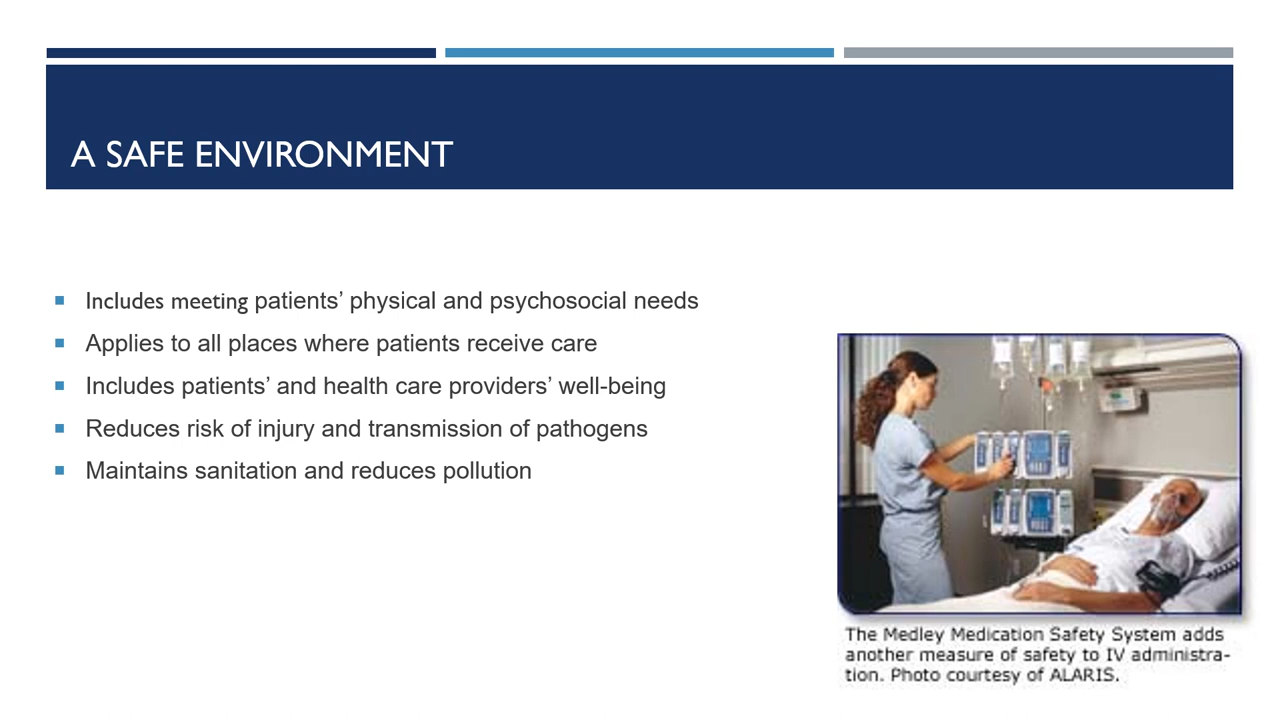 A SAFE ENVIRONMENT
Includes meeting patients’ physical and psychosocial needs
Applies to all places where patients receive care
Includes patients’ and health care providers’ well-being
Reduces risk of injury and transmission of pathogens
Maintains sanitation and reduces pollution
The Medley Medication Safety System adds
another measure of safety to IV administra-
tion. Photo courtesy of ALARIS.